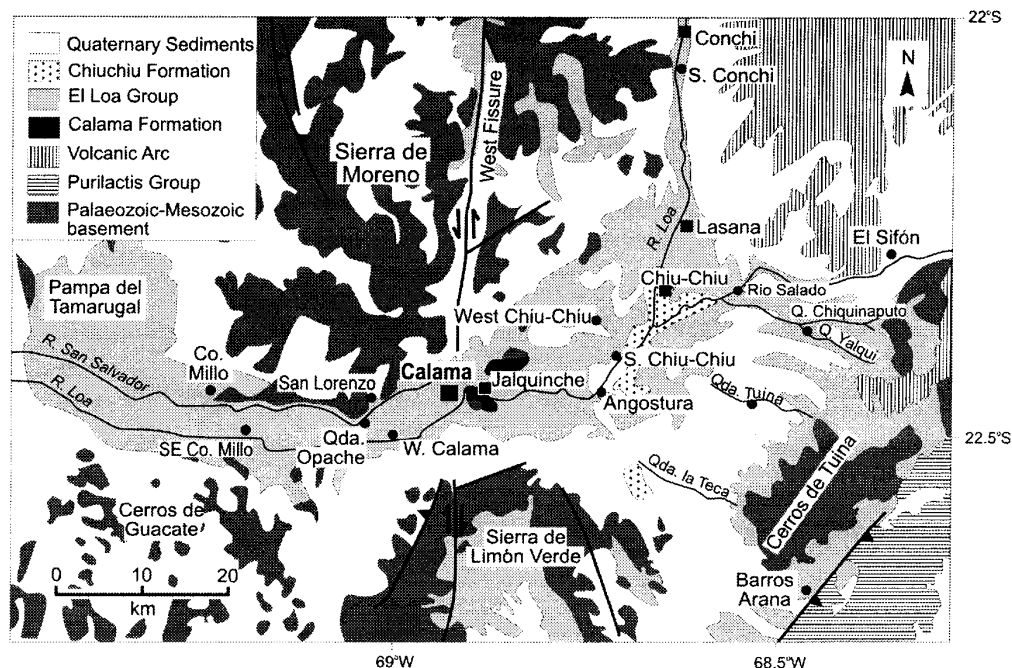 22°S
Quaternary Sediments
Chiuchiu Formation
El Loa Group
Calama Formation
Volcanic Arc
Purilactis Group
Palaeozoic-Mesozoic
basement
Conchi
S. Conchi
N
West Fissure
Sierra de
Moreno
R. Loa
Lasana
El Sifón
Pampa del
Tamarugal
Chiu-Chiu
Rio Salado
West Chiu-Chiu
Q. Chiquinaputo
Q. Yalqui
R. San Salvador
Co.
Millo
San Lorenzo
Calama
Jalquinche
S. Chiu-Chiu
Angostura
Qda. Tuina
R. Loa
SE Co. Millo
Qda.
Opache
W. Calama
22.5°S
Qda. la Teca
Cerros de Tuina
Cerros de
Guacate
Sierra de
Limón Verde
0 10 20
km
Barros
Arana
69°W
68.5°W